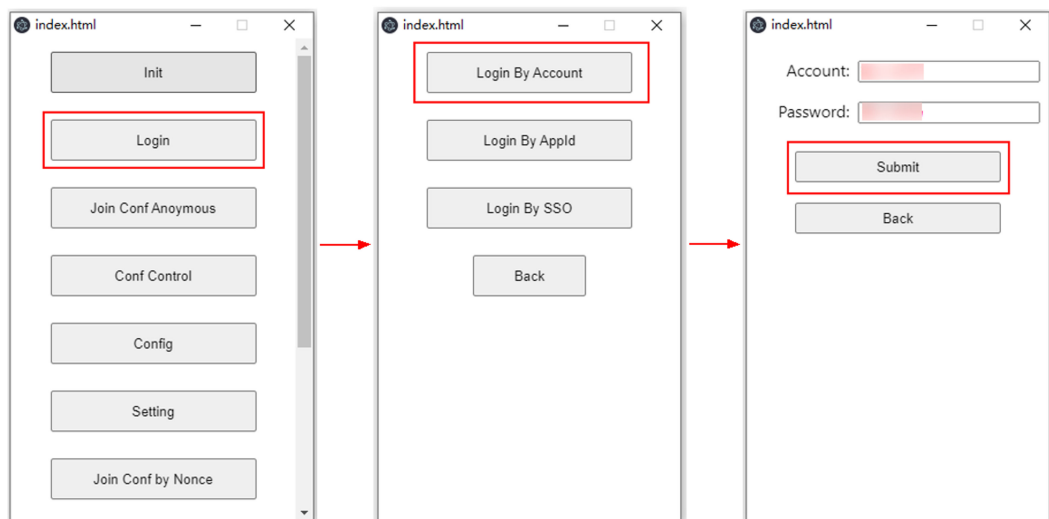 index.html
Init
Login
Join Conf Anoymous
Conf Control
Config
Setting
Join Conf by Nonce
index.html
Login By Account
Login By AppId
Login By SSO
Back
index.html
Account:
Password:
Submit
Back